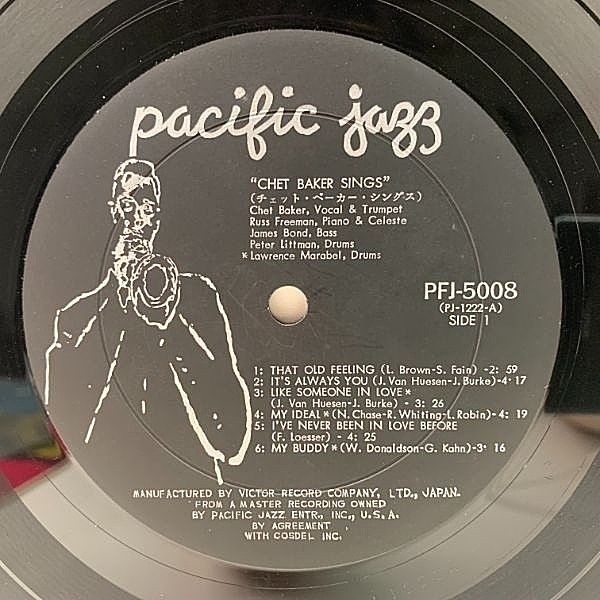 pacific jazz
"CHET BAKER SINGS"
(チェット・ベーカー・シングス)
Chet Baker, Vocal & Trumpet
Russ Freeman, Piano & Celeste
James Bond, Bass
Peter Littman, Drums
*Lawrence Marabel, Drums
PFJ-5008
(PJ-1222-A)
SIDE 1
1: THAT OLD FEELING (L. Brown-S. Fain) -2: 59
2: IT'S ALWAYS YOU (J. Van Huesen-J. Burke)-4: 17
3: LIKE SOMEONE IN LOVE*
(J. Van Huesen-J. Burke) - 3: 26
4: MY IDEAL*(N. Chase-R. Whiting-L. Robin)-4: 19
5: I'VE NEVER BEEN IN LOVE BEFORE
(F. Loesser) - 4: 25
6: MY BUDDY*(W. Donaldson-G. Kahn)-3: 16
MANUFACTURED BY VICTOR RECORD COMPANY, LTD., JAPAN.
FROM A MASTER RECORDING OWNED
BY PACIFIC JAZZ ENTR., INC., U.S.A.
BY AGREEMENT
WITH COSDEL INC.